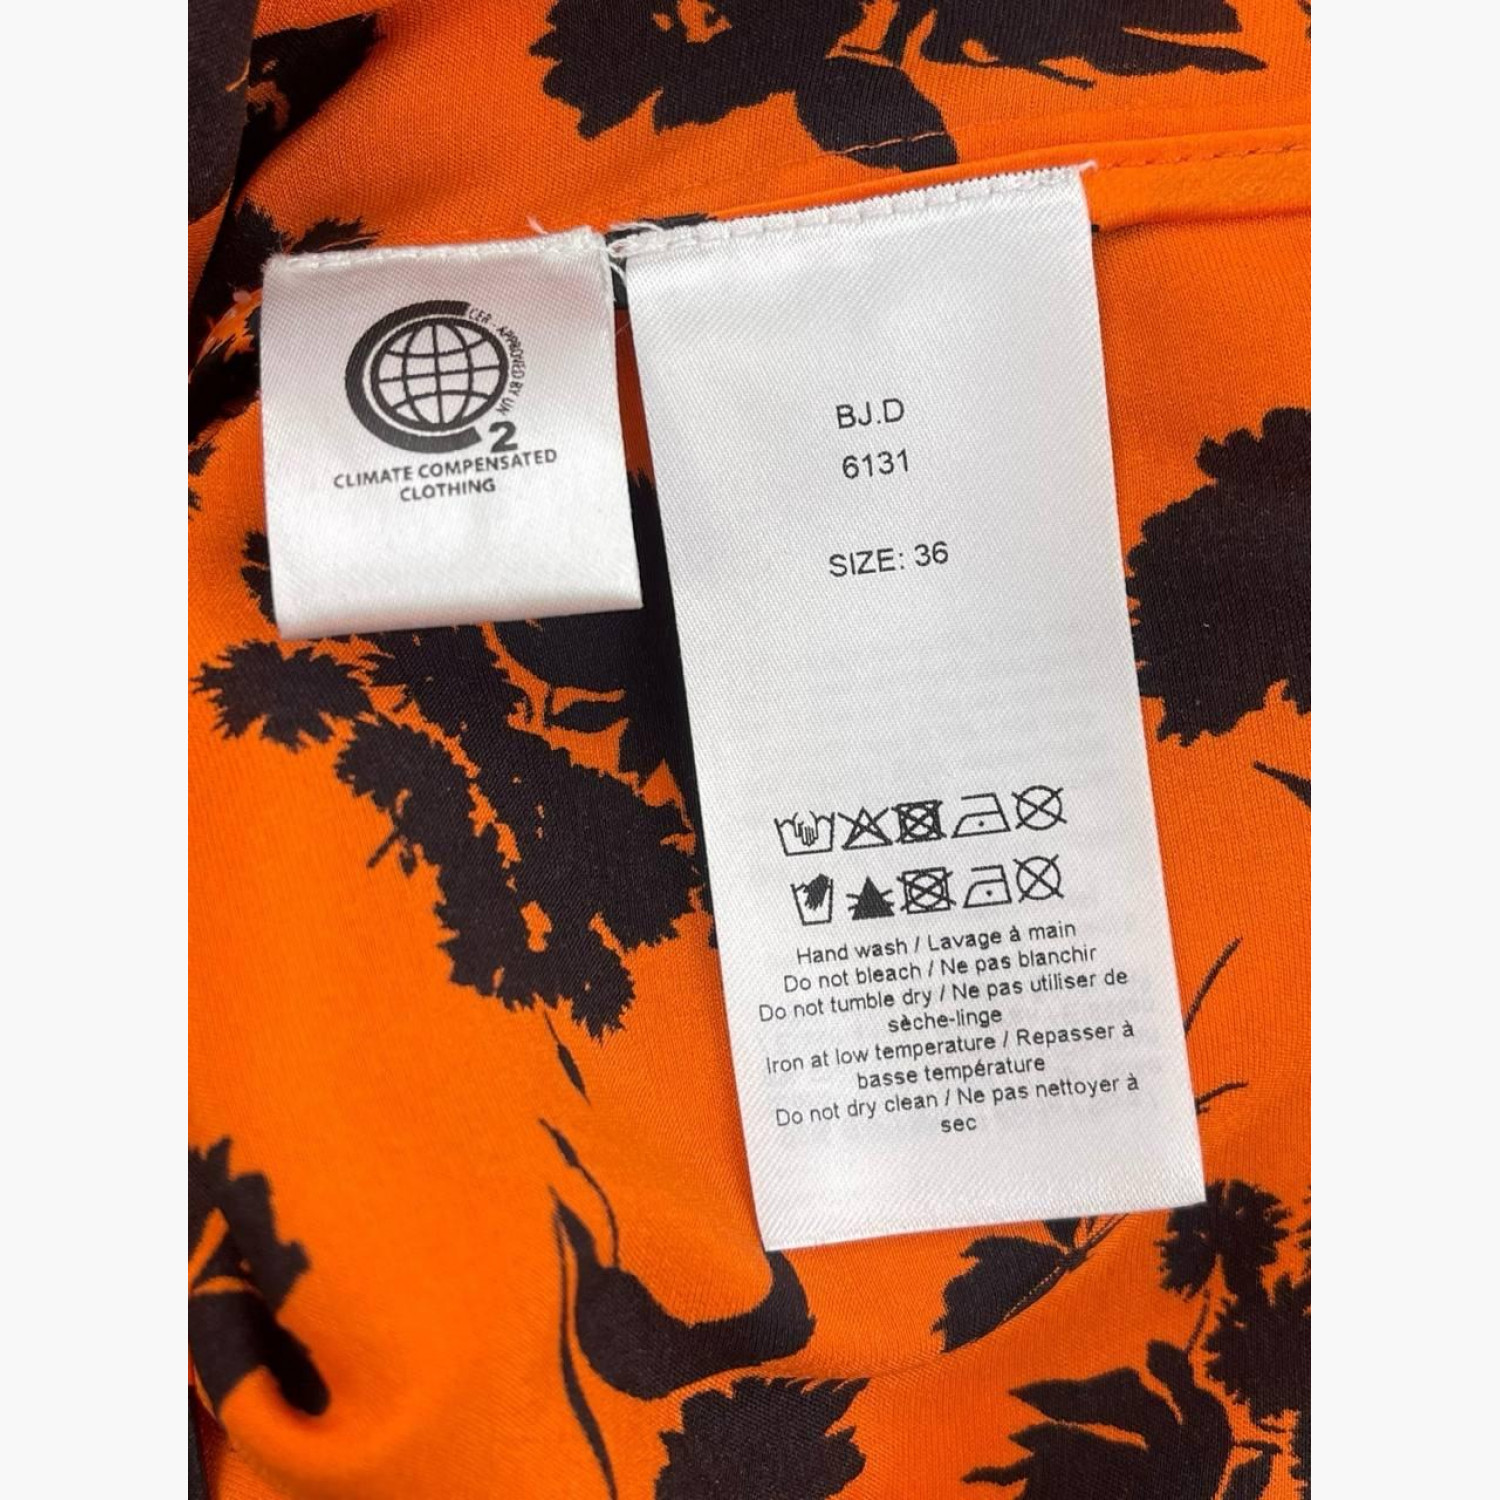 CER - APPROVED BY UN
2
CLIMATE COMPENSATED
CLOTHING
BJ.D
6131
SIZE: 36
Hand wash / Lavage à main
Do not bleach / Ne pas blanchir
Do not tumble dry / Ne pas utiliser de
sèche-linge
Iron at low temperature / Repasser à
basse température
Do not dry clean / Ne pas nettoyer à
sec